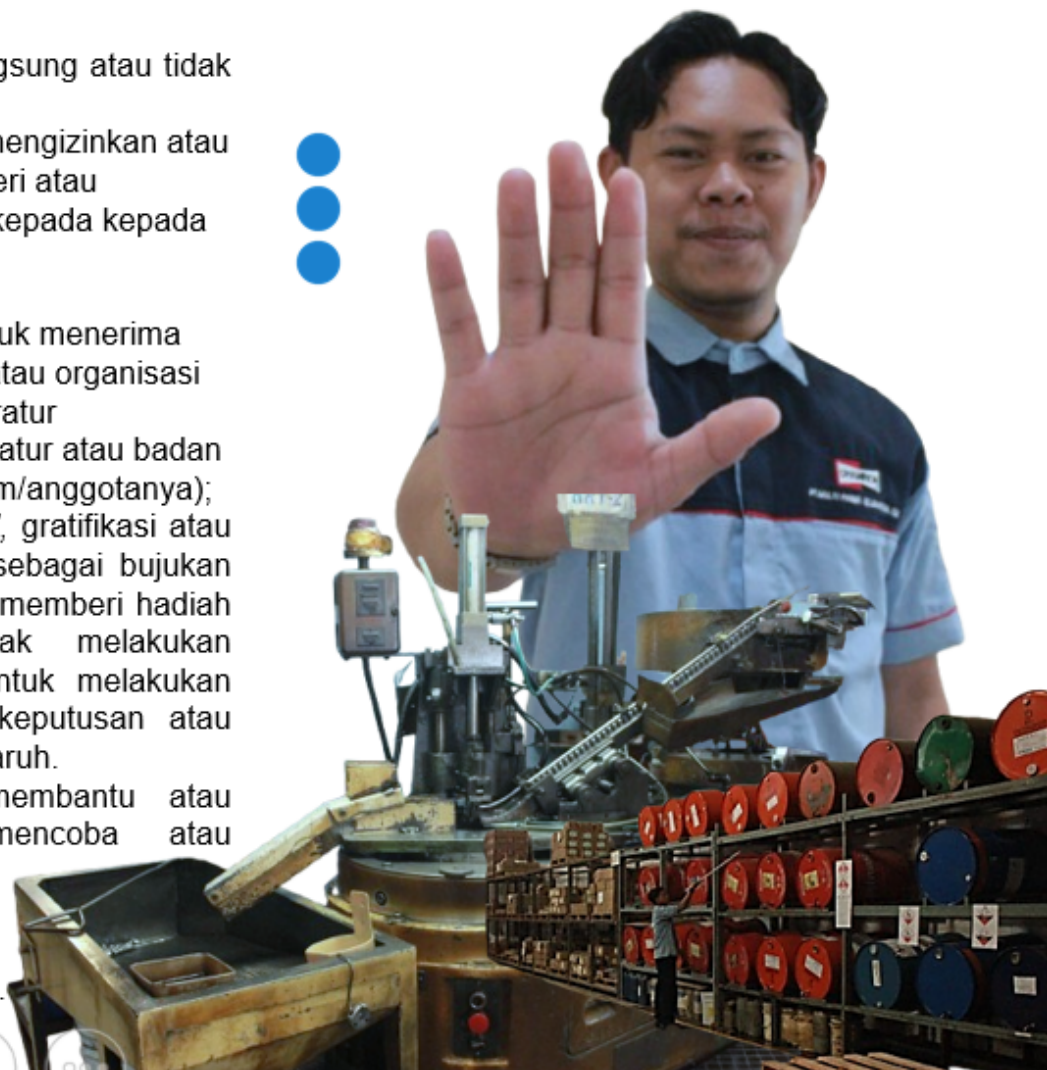 gsung atau tidak
mengizinkan atau
eri atau
kepada kepada
uk menerima
atau organisasi
ratur
atur atau badan
m/anggotanya);
, gratifikasi atau
sebagai bujukan
memberi hadiah
ak melakukan
ntuk melakukan
keputusan atau
aruh.
membantu atau
mencoba atau
.